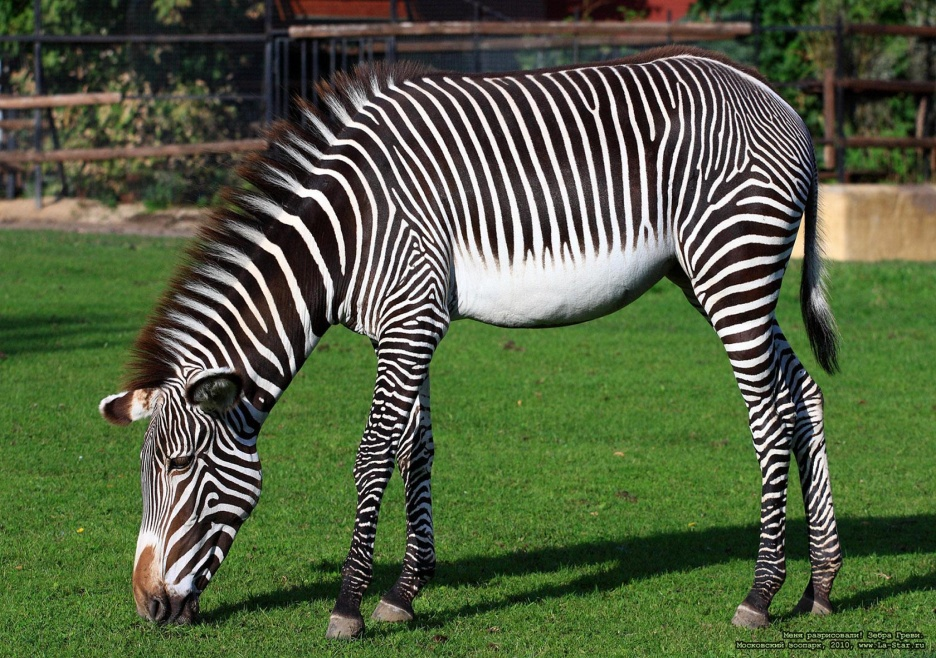 Меня разрисовали! Зебра Греви.
Московский зоопарк, 2010, www.La-Star.ru